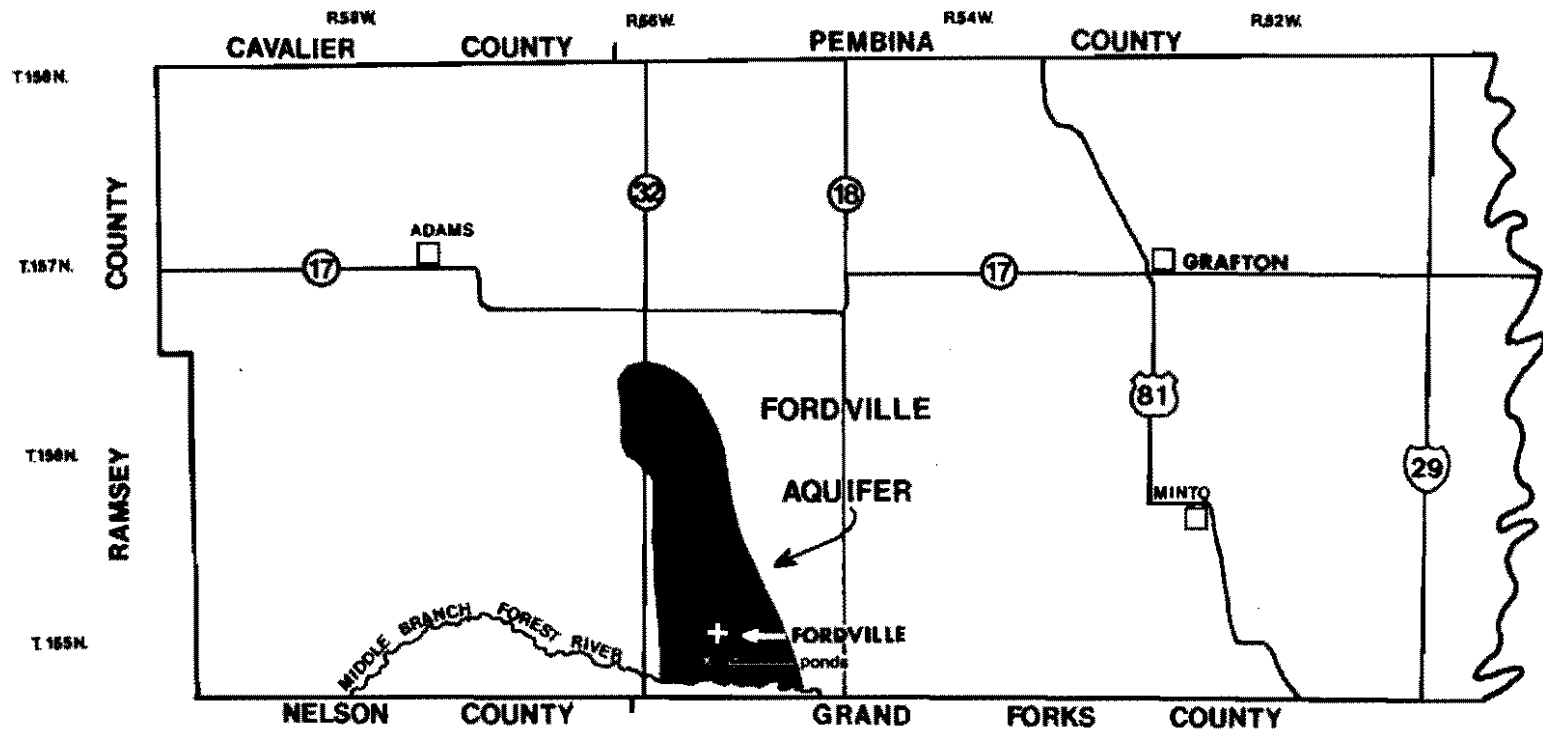 R.58W. R.56W. R.54W. R.52W.
CAVALIER COUNTY PEMBINA COUNTY
T.158N.
32 18
COUNTY
ADAMS
T.157N.
17 17 GRAFTON
81
FORDVILLE
AQUIFER
T.156N.
RAMSEY
29
MINTO
MIDDLE BRANCH FOREST RIVER
T.155N.
FORDVILLE
ponds
NELSON COUNTY GRAND FORKS COUNTY